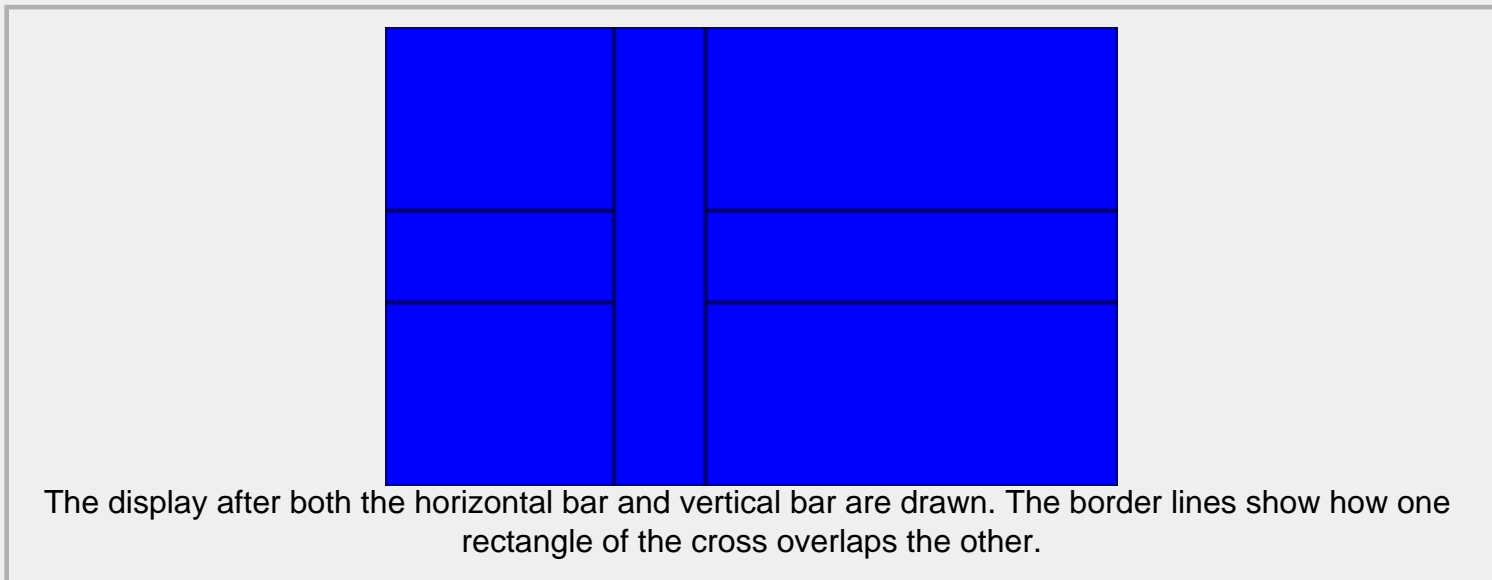 The display after both the horizontal bar and vertical bar are drawn. The border lines show how one
rectangle of the cross overlaps the other.